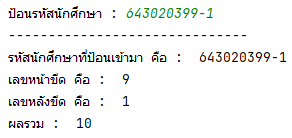 ป้อนรหัสนักศึกษา : 643020399-1
------------------------------
รหัสนักศึกษาที่ป้อนเข้ามา คือ :  643020399-1
เลขหน้าขีด คือ :  9
เลขหลังขีด คือ :  1
ผลรวม :  10